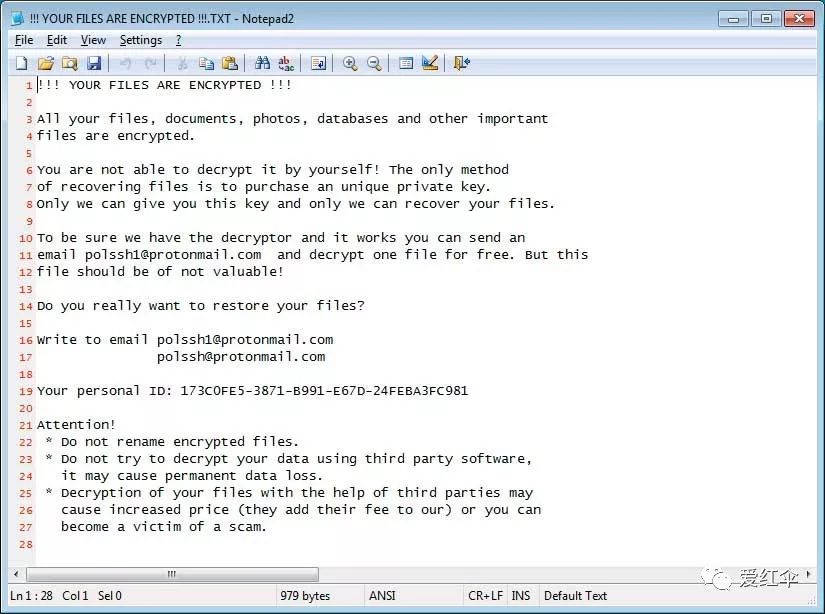 !!! YOUR FILES ARE ENCRYPTED !!!.TXT - Notepad2
File Edit View Settings ?
1 !!! YOUR FILES ARE ENCRYPTED !!!
2
3 All your files, documents, photos, databases and other important
4 files are encrypted.
5
6 You are not able to decrypt it by yourself! The only method
7 of recovering files is to purchase an unique private key.
8 Only we can give you this key and only we can recover your files.
9
10 To be sure we have the decryptor and it works you can send an
11 email polssh1@protonmail.com  and decrypt one file for free. But this
12 file should be of not valuable!
13
14 Do you really want to restore your files?
15
16 Write to email polssh1@protonmail.com
17                polssh@protonmail.com
18
19 Your personal ID: 173C0FE5-3871-B991-E67D-24FEBA3FC981
20
21 Attention!
22  * Do not rename encrypted files.
23  * Do not try to decrypt your data using third party software,
24    it may cause permanent data loss.
25  * Decryption of your files with the help of third parties may
26    cause increased price (they add their fee to our) or you can
27    become a victim of a scam.
28
爱红伞
Ln 1 : 28 Col 1 Sel 0 979 bytes ANSI CR+LF INS Default Text